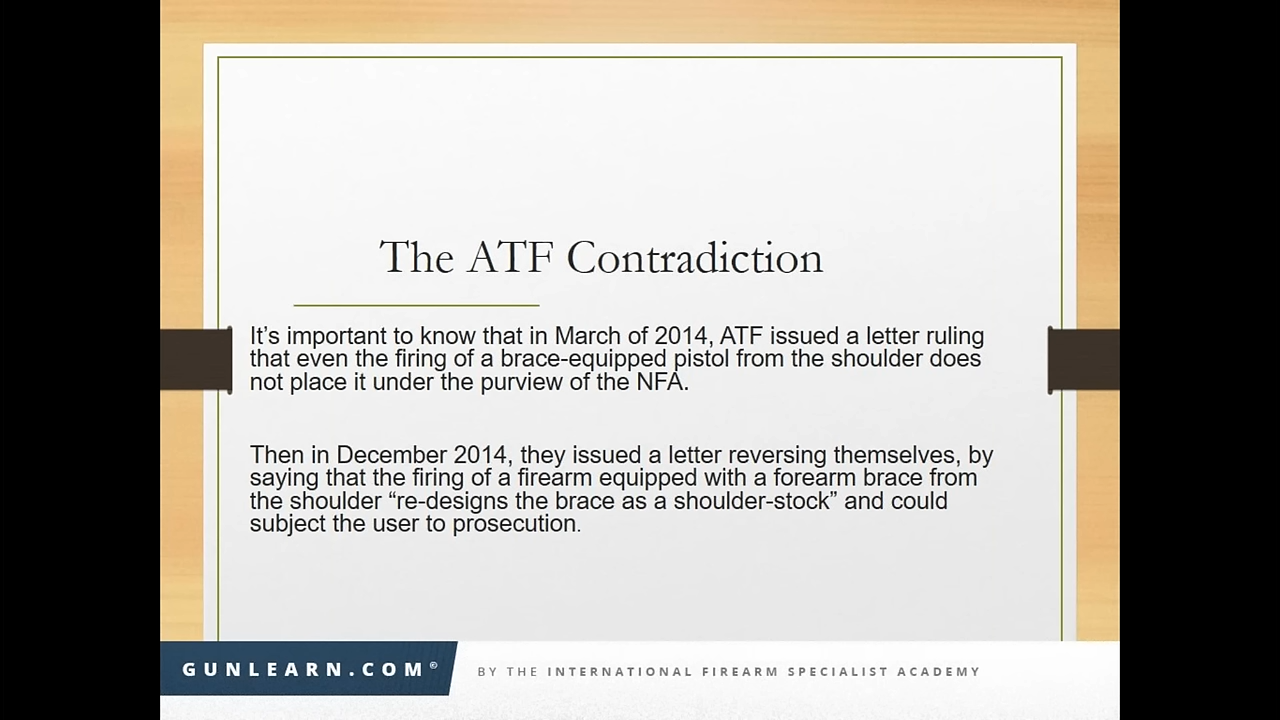 The ATF Contradiction
It’s important to know that in March of 2014, ATF issued a letter ruling
that even the firing of a brace-equipped pistol from the shoulder does
not place it under the purview of the NFA.
Then in December 2014, they issued a letter reversing themselves, by
saying that the firing of a firearm equipped with a forearm brace from
the shoulder “re-designs the brace as a shoulder-stock” and could
subject the user to prosecution.
GUNLEARN.COM© BY THE INTERNATIONAL FIREARM SPECIALIST ACADEMY